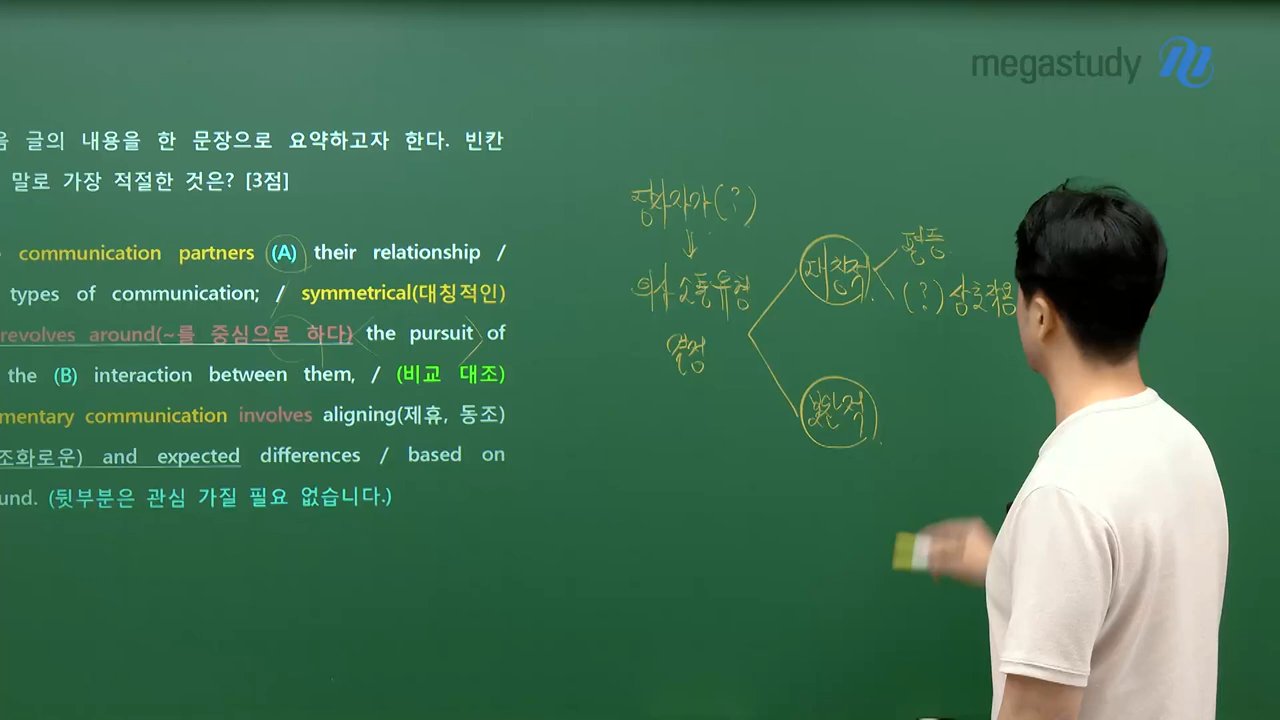 megastudy
음 글의 내용을 한 문장으로 요약하고자 한다. 빈칸
말로 가장 적절한 것은? [3점]
communication partners (A) their relationship /
types of communication; / symmetrical(대칭적인)
revolves around(~를 중심으로 하다) the pursuit of
the (B) interaction between them, / (비교 대조)
mentary communication involves aligning(제휴, 동조)
조화로운) and expected differences / based on
und. (뒷부분은 관심 가질 필요 없습니다.)
참가자가 (?)
⇓
의사소통유형
결정
대칭적
평등
(?) 상호작용
보완적